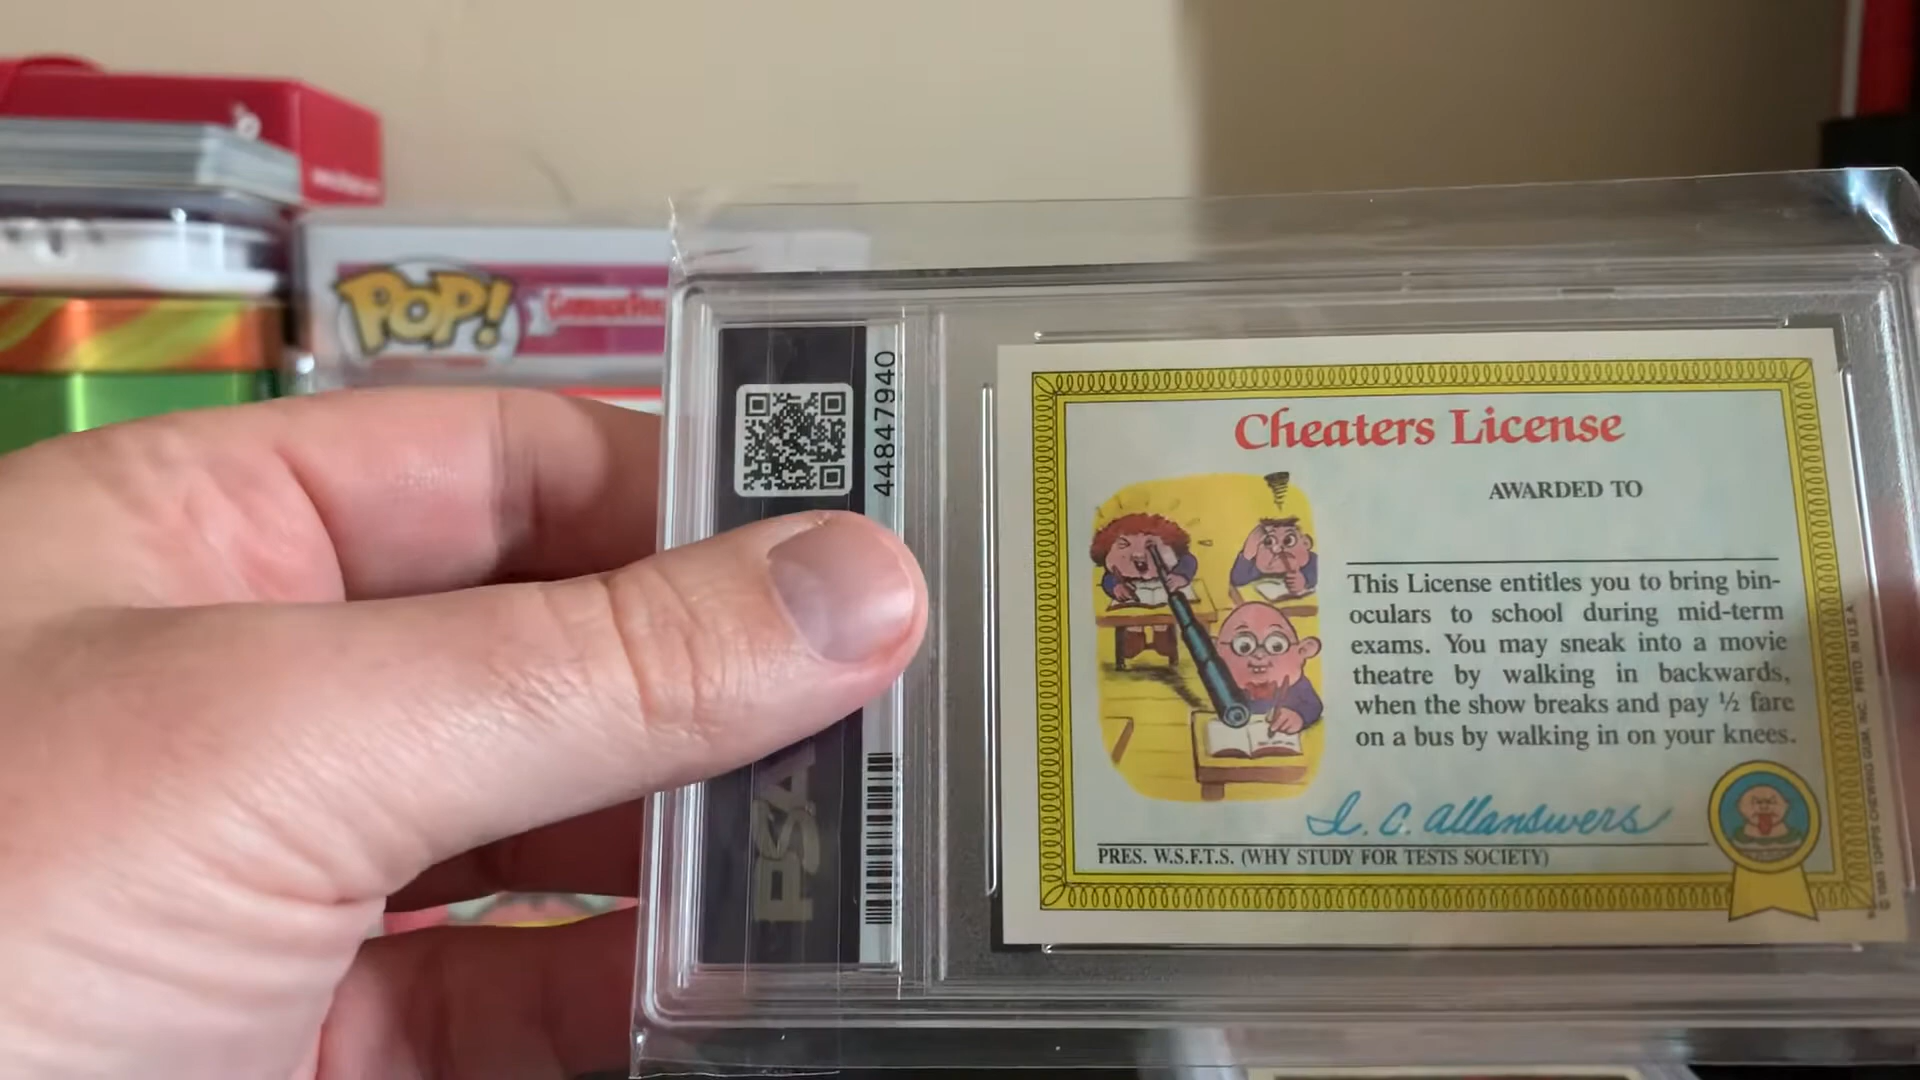 POP!
44847940
PSA
Cheaters License
AWARDED TO
This License entitles you to bring bin-
oculars to school during mid-term
exams. You may sneak into a movie
theatre by walking in backwards,
when the show breaks and pay ½ fare
on a bus by walking in on your knees.
I. C. Allanswers
PRES. W.S.F.T.S. (WHY STUDY FOR TESTS SOCIETY)
TOPPS CHEWING GUM, INC. PRTD. IN U.S.A.